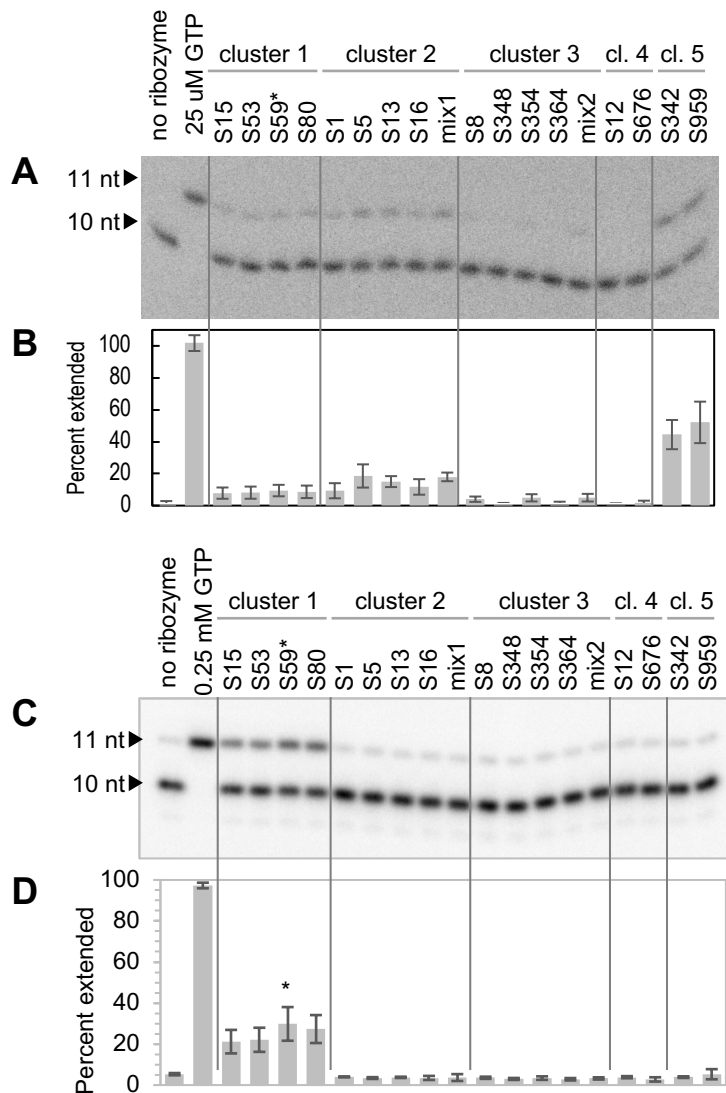 cluster 1 cluster 2 cluster 3 cl. 4 cl. 5
no ribozyme 25 uM GTP S15 S53 S59* S80 S1 S5 S13 S16 mix1 S8 S348 S354 S364 mix2 S12 S676 S342 S959
A
11 nt▶
10 nt▶
B
Percent extended
100
80
60
40
20
0
cluster 1 cluster 2 cluster 3 cl. 4 cl. 5
no ribozyme 0.25 mM GTP S15 S53 S59* S80 S1 S5 S13 S16 mix1 S8 S348 S354 S364 mix2 S12 S676 S342 S959
C
11 nt▶
10 nt▶
D
Percent extended
100
80
60
40
20
0
*